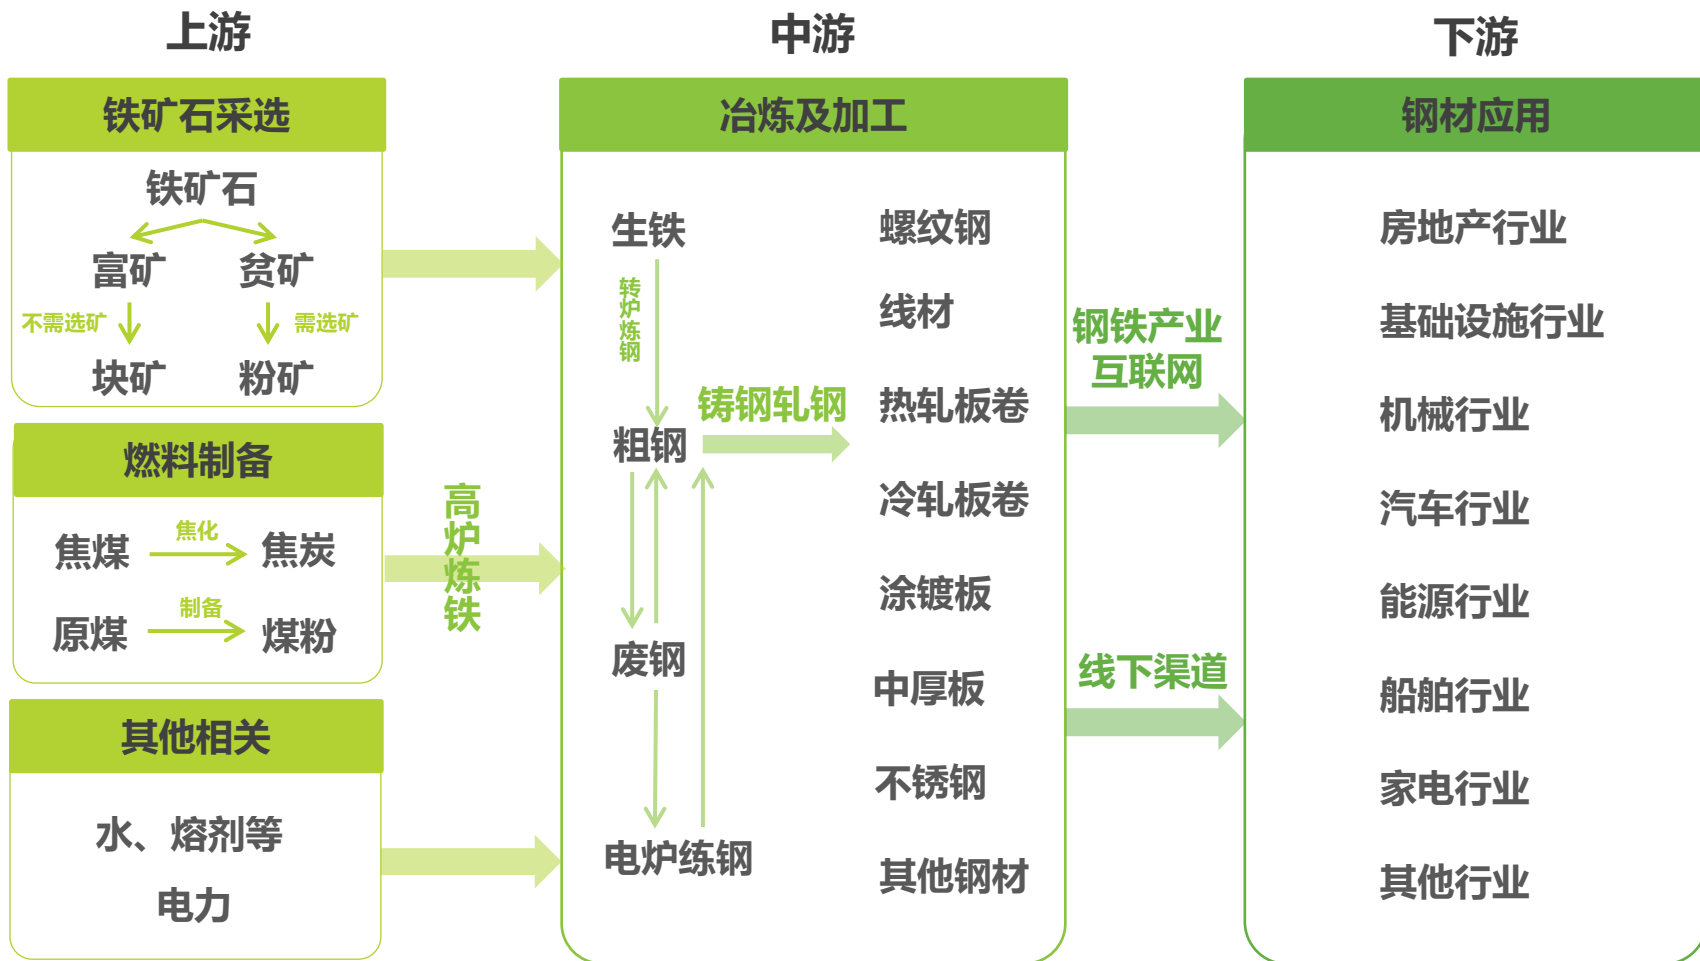 上游
铁矿石采选
铁矿石
富矿
贫矿
不需选矿
需选矿
块矿
粉矿
燃料制备
焦煤
焦化
焦炭
原煤
制备
煤粉
其他相关
水、熔剂等
电力
高炉炼铁
中游
冶炼及加工
生铁
转炉炼钢
粗钢
铸钢轧钢
废钢
电炉练钢
螺纹钢
线材
热轧板卷
冷轧板卷
涂镀板
中厚板
不锈钢
其他钢材
钢铁产业
互联网
线下渠道
下游
钢材应用
房地产行业
基础设施行业
机械行业
汽车行业
能源行业
船舶行业
家电行业
其他行业